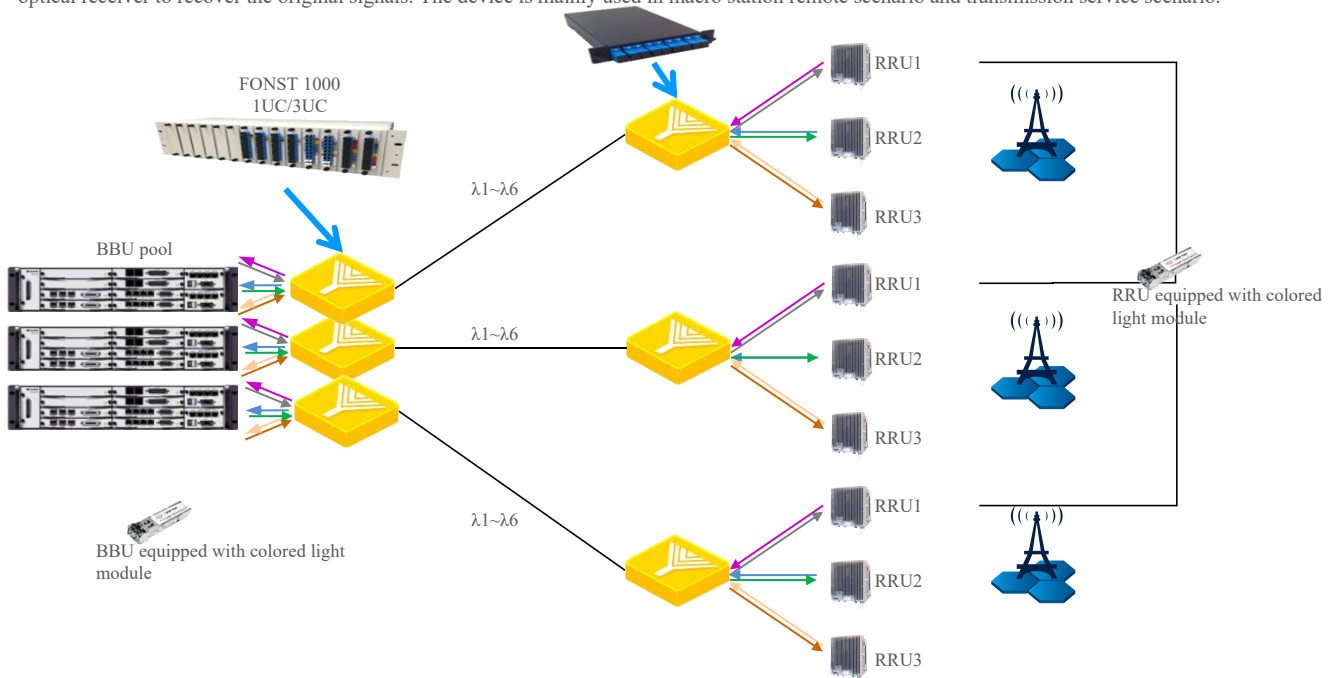 optical receiver to recover the original signals. The device is mainly used in macro station remote scenario and transmission service scenario.
FONST 1000
1UC/3UC
BBU pool
λ1~λ6
λ1~λ6
λ1~λ6
RRU1
RRU2
RRU3
RRU1
RRU2
RRU3
RRU1
RRU2
RRU3
RRU equipped with colored
light module
BBU equipped with colored light
module